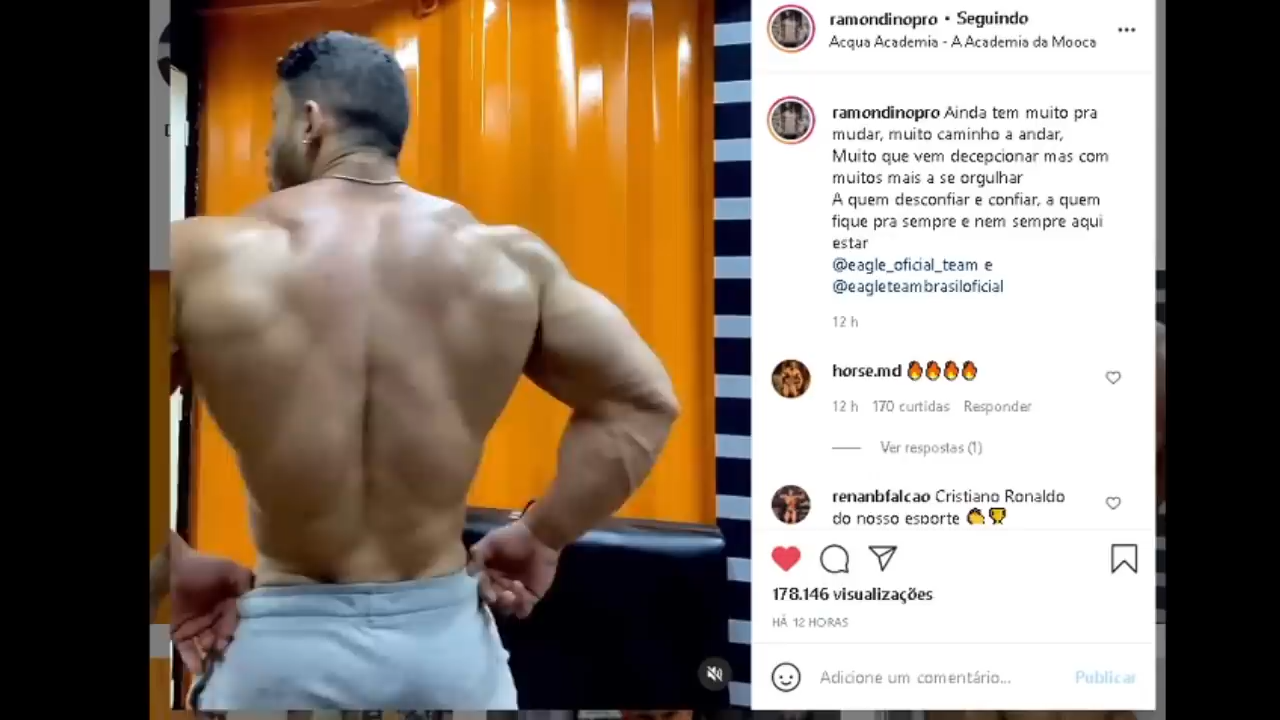 ramondinopro • Seguindo
Acqua Academia - A Academia da Mooca
ramondinopro Ainda tem muito pra
mudar, muito caminho a andar,
Muito que vem decepcionar mas com
muitos mais a se orgulhar
A quem desconfiar e confiar, a quem
fique pra sempre e nem sempre aqui
estar
@eagle_oficial_team e
@eagleteambrasiloficial
12 h
horse.md 🔥🔥🔥🔥
12 h 170 curtidas Responder
Ver respostas (1)
renanbfalcao Cristiano Ronaldo
do nosso esporte 👏🏆
178.146 visualizações
HÁ 12 HORAS
Adicione um comentário... Publicar